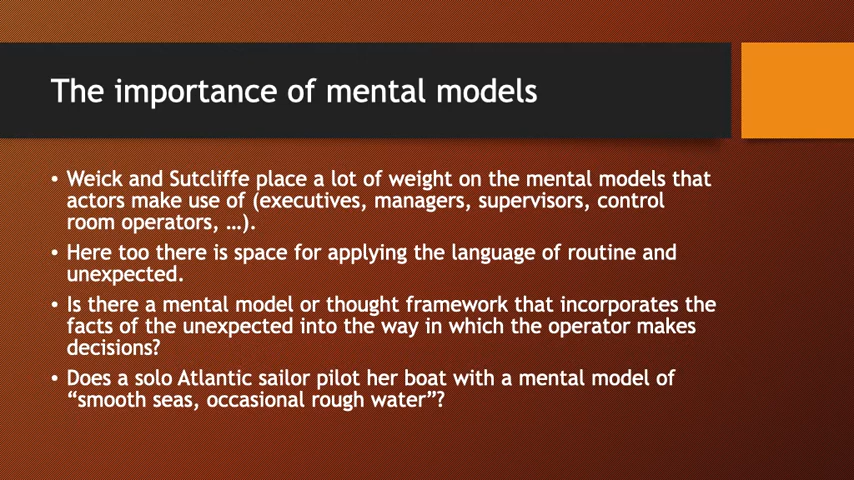 The importance of mental models
• Weick and Sutcliffe place a lot of weight on the mental models that
actors make use of (executives, managers, supervisors, control
room operators, …).
• Here too there is space for applying the language of routine and
unexpected.
• Is there a mental model or thought framework that incorporates the
facts of the unexpected into the way in which the operator makes
decisions?
• Does a solo Atlantic sailor pilot her boat with a mental model of
“smooth seas, occasional rough water”?